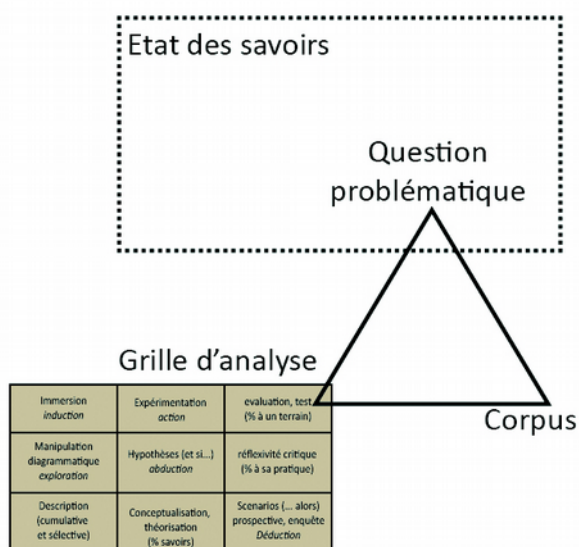 Etat des savoirs
Question
problématique
Grille d'analyse
Corpus
Immersion
induction
Expérimentation
action
evaluation, test
(% à un terrain)
Manipulation
diagrammatique
exploration
Hypothèses (et si...)
abduction
réflexivité critique
(% à sa pratique)
Description
(cumulative
et sélective)
Conceptualisation,
théorisation
(% savoirs)
Scenarios (... alors)
prospective, enquête
Déduction